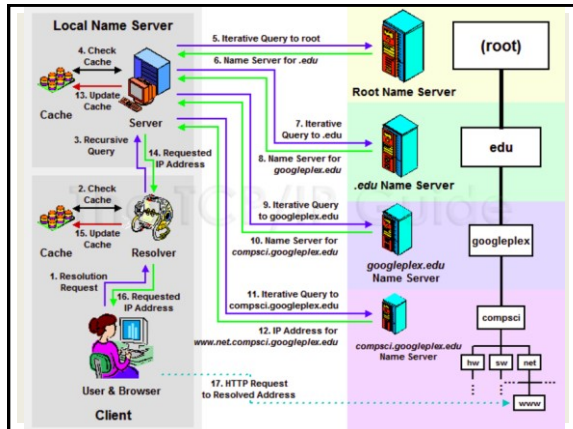 Local Name Server
4. Check
Cache
13. Update
Cache
Cache
Server
3. Recursive
Query
14. Requested
IP Address
2. Check
Cache
15. Update
Cache
Cache
Resolver
1. Resolution
Request
16. Requested
IP Address
User & Browser
Client
5. Iterative Query to root
6. Name Server for .edu
7. Iterative
Query to .edu
8. Name Server for
googleplex.edu
9. Iterative Query
to googleplex.edu
10. Name Server for
compsci.googleplex.edu
11. Iterative Query to
compsci.googleplex.edu
12. IP Address for
www.net.compsci.googleplex.edu
17. HTTP Request
to Resolved Address
Root Name Server
.edu Name Server
googleplex.edu
Name Server
compsci.googleplex.edu
Name Server
(root)
edu
googleplex
compsci
hw
sw
net
www
The TCP/IP Guide